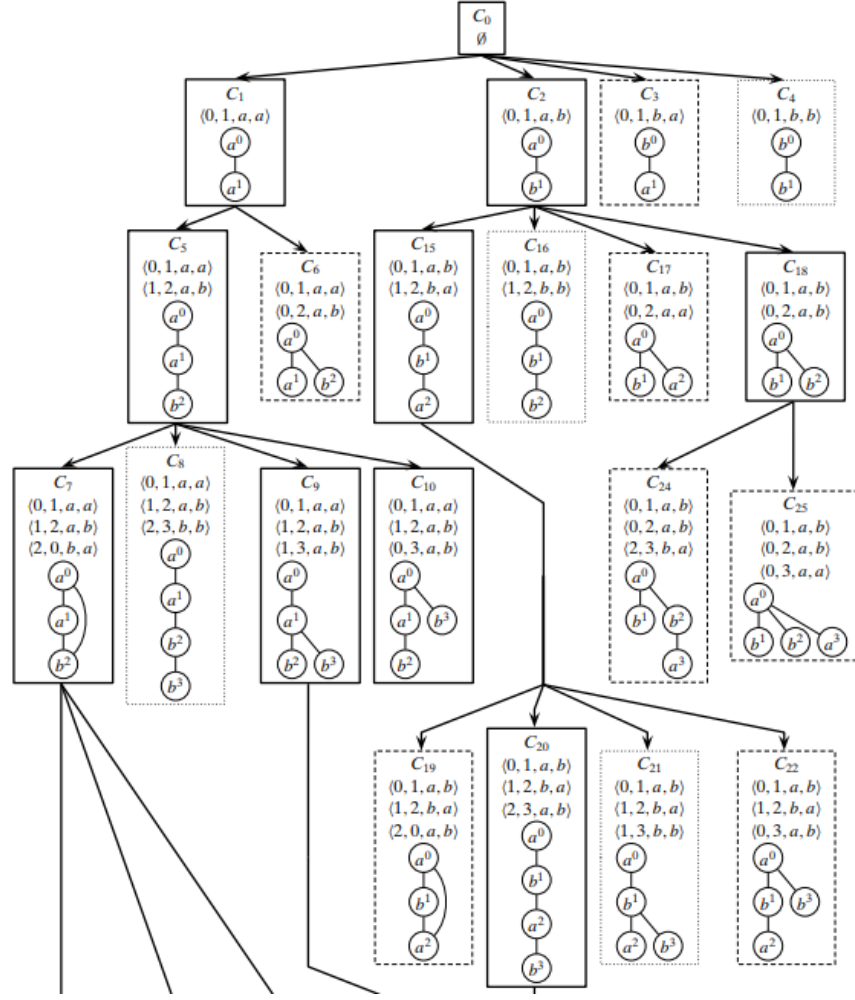 C₀
∅
C₁
⟨0, 1, a, a⟩
a⁰
a¹
C₂
⟨0, 1, a, b⟩
a⁰
b¹
C₃
⟨0, 1, b, a⟩
b⁰
a¹
C₄
⟨0, 1, b, b⟩
b⁰
b¹
C₅
⟨0, 1, a, a⟩
⟨1, 2, a, b⟩
a⁰
a¹
b²
C₆
⟨0, 1, a, a⟩
⟨0, 2, a, b⟩
a⁰
a¹ b²
C₁₅
⟨0, 1, a, b⟩
⟨1, 2, b, a⟩
a⁰
b¹
a²
C₁₆
⟨0, 1, a, b⟩
⟨1, 2, b, b⟩
a⁰
b¹
b²
C₁₇
⟨0, 1, a, b⟩
⟨0, 2, a, a⟩
a⁰
b¹ a²
C₁₈
⟨0, 1, a, b⟩
⟨0, 2, a, b⟩
a⁰
b¹ b²
C₇
⟨0, 1, a, a⟩
⟨1, 2, a, b⟩
⟨2, 0, b, a⟩
a⁰
a¹
b²
C₈
⟨0, 1, a, a⟩
⟨1, 2, a, b⟩
⟨2, 3, b, b⟩
a⁰
a¹
b²
b³
C₉
⟨0, 1, a, a⟩
⟨1, 2, a, b⟩
⟨1, 3, a, b⟩
a⁰
a¹
b² b³
C₁₀
⟨0, 1, a, a⟩
⟨1, 2, a, b⟩
⟨0, 3, a, b⟩
a⁰
a¹ b³
b²
C₂₄
⟨0, 1, a, b⟩
⟨0, 2, a, b⟩
⟨2, 3, b, a⟩
a⁰
b¹ b²
a³
C₂₅
⟨0, 1, a, b⟩
⟨0, 2, a, b⟩
⟨0, 3, a, a⟩
a⁰
b¹ b² a³
C₁₉
⟨0, 1, a, b⟩
⟨1, 2, b, a⟩
⟨2, 0, a, b⟩
a⁰
b¹
a²
C₂₀
⟨0, 1, a, b⟩
⟨1, 2, b, a⟩
⟨2, 3, a, b⟩
a⁰
b¹
a²
b³
C₂₁
⟨0, 1, a, b⟩
⟨1, 2, b, a⟩
⟨1, 3, b, b⟩
a⁰
b¹
a² b³
C₂₂
⟨0, 1, a, b⟩
⟨1, 2, b, a⟩
⟨0, 3, a, b⟩
a⁰
b¹ b³
a²